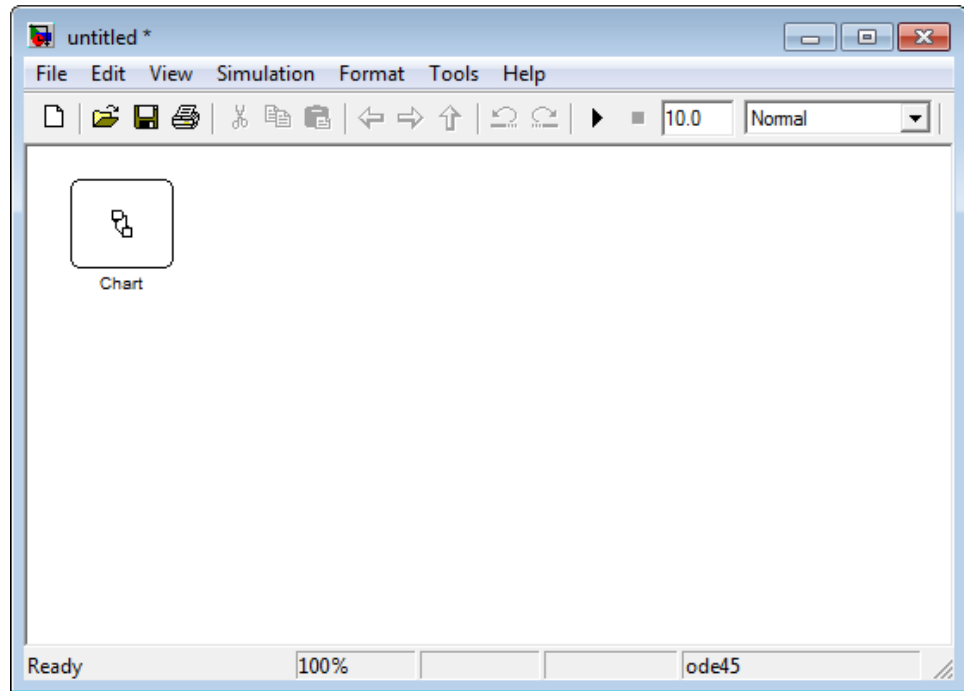 untitled *
File Edit View Simulation Format Tools Help
10.0 Normal
Chart
Ready 100% ode45